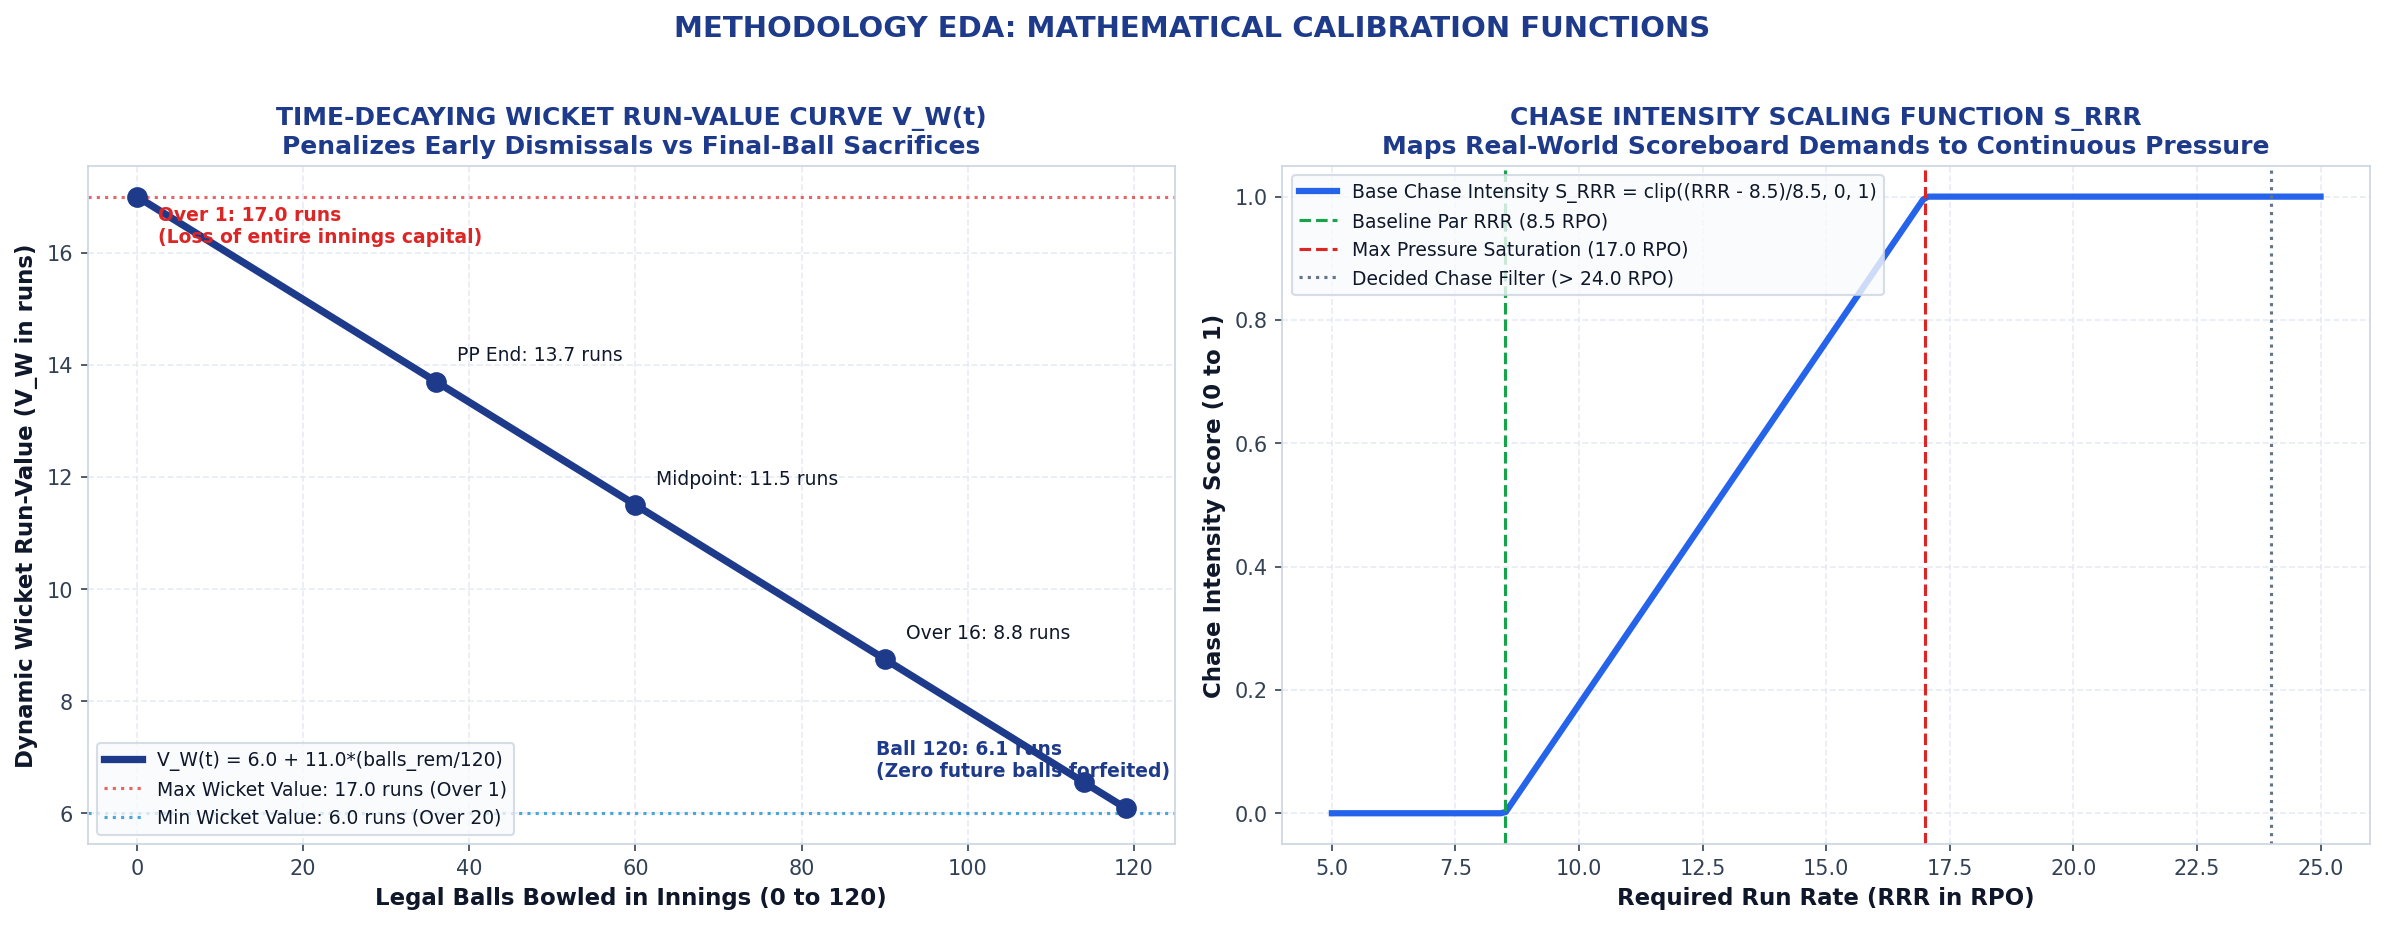 METHODOLOGY EDA: MATHEMATICAL CALIBRATION FUNCTIONS
TIME-DECAYING WICKET RUN-VALUE CURVE V_W(t)
Penalizes Early Dismissals vs Final-Ball Sacrifices
Dynamic Wicket Run-Value (V_W in runs)
16
14
12
10
8
6
Over 1: 17.0 runs
(Loss of entire innings capital)
PP End: 13.7 runs
Midpoint: 11.5 runs
Over 16: 8.8 runs
Ball 120: 6.1 runs
(Zero future balls forfeited)
V_W(t) = 6.0 + 11.0*(balls_rem/120)
Max Wicket Value: 17.0 runs (Over 1)
Min Wicket Value: 6.0 runs (Over 20)
0 20 40 60 80 100 120
Legal Balls Bowled in Innings (0 to 120)
CHASE INTENSITY SCALING FUNCTION S_RRR
Maps Real-World Scoreboard Demands to Continuous Pressure
Chase Intensity Score (0 to 1)
1.0
0.8
0.6
0.4
0.2
0.0
Base Chase Intensity S_RRR = clip((RRR - 8.5)/8.5, 0, 1)
Baseline Par RRR (8.5 RPO)
Max Pressure Saturation (17.0 RPO)
Decided Chase Filter (> 24.0 RPO)
5.0 7.5 10.0 12.5 15.0 17.5 20.0 22.5 25.0
Required Run Rate (RRR in RPO)